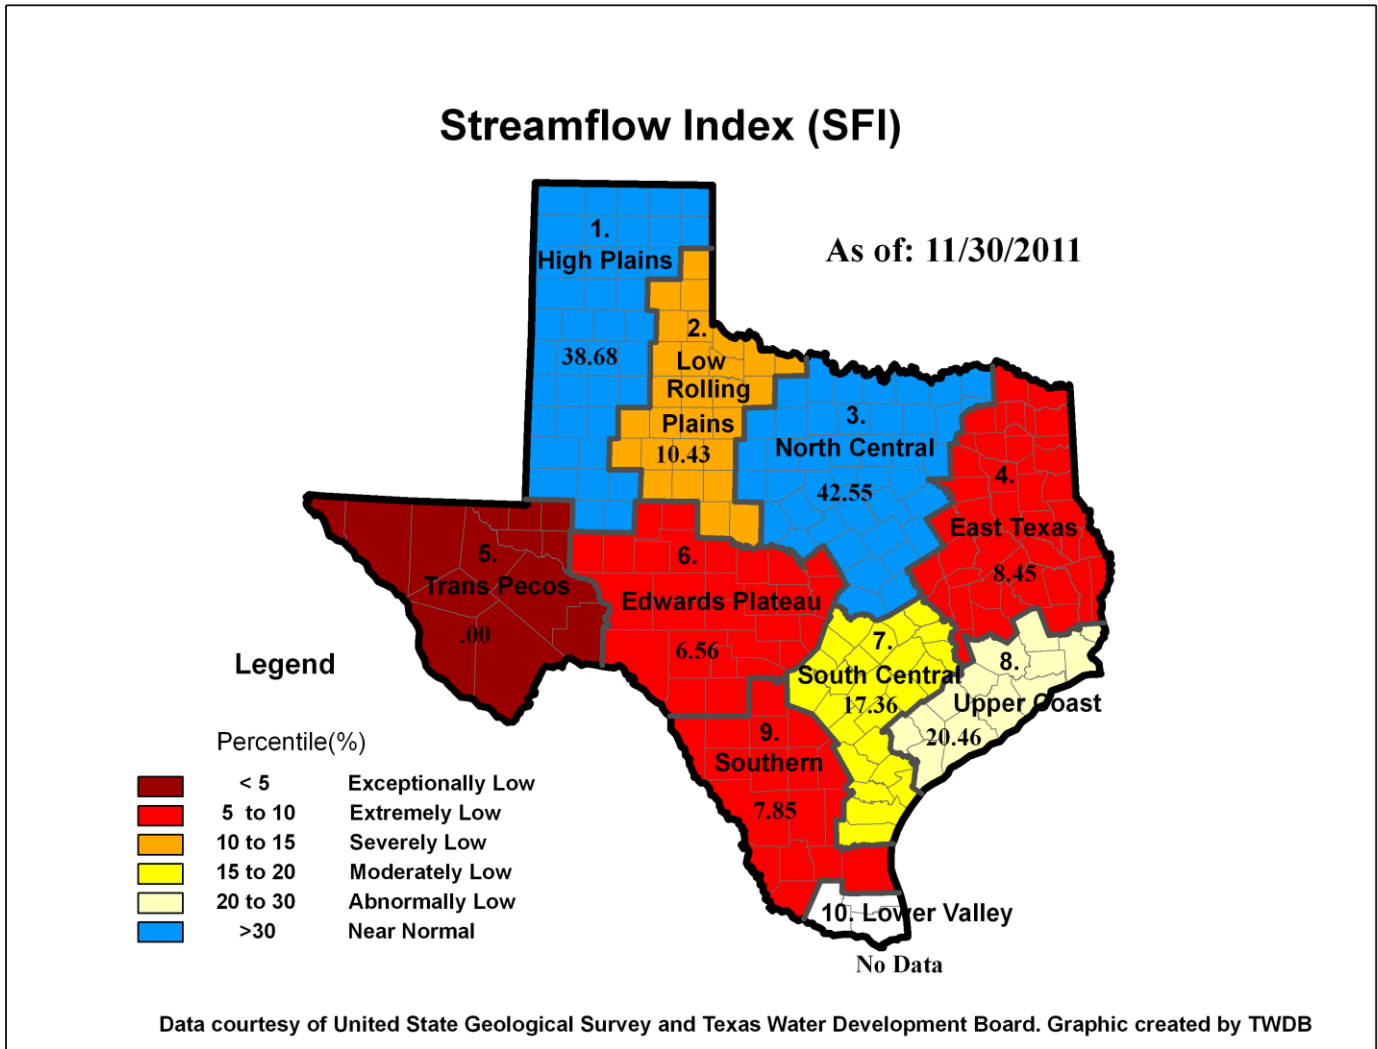 Streamflow Index (SFI)
As of: 11/30/2011
1.
High Plains
38.68
2.
Low
Rolling
Plains
10.43
3.
North Central
42.55
4.
East Texas
8.45
5.
Trans Pecos
.00
6.
Edwards Plateau
6.56
7.
South Central
17.36
8.
Upper Coast
20.46
9.
Southern
7.85
10. Lower Valley
No Data
Legend
Percentile(%)
< 5 Exceptionally Low
5 to 10 Extremely Low
10 to 15 Severely Low
15 to 20 Moderately Low
20 to 30 Abnormally Low
>30 Near Normal
Data courtesy of United State Geological Survey and Texas Water Development Board. Graphic created by TWDB